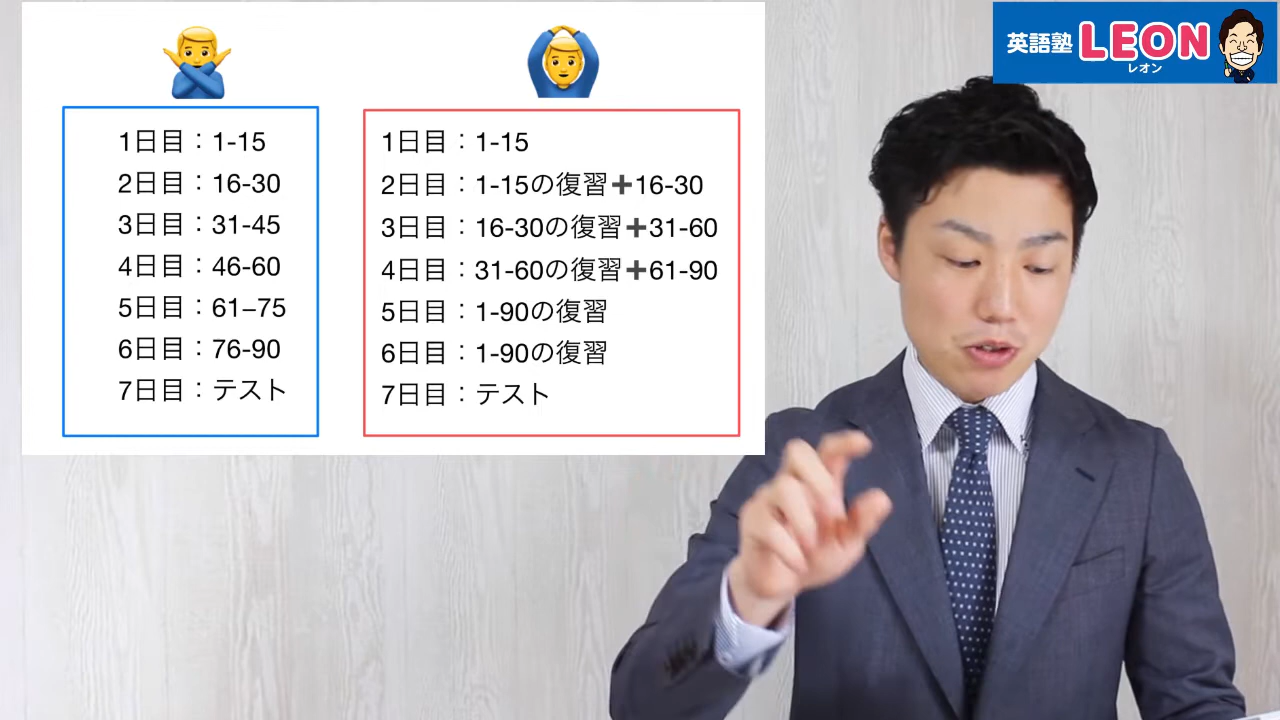 英語塾 LEON
レオン
1日目：1-15
2日目：16-30
3日目：31-45
4日目：46-60
5日目：61–75
6日目：76-90
7日目：テスト
1日目：1-15
2日目：1-15の復習➕16-30
3日目：16-30の復習➕31-60
4日目：31-60の復習➕61-90
5日目：1-90の復習
6日目：1-90の復習
7日目：テスト